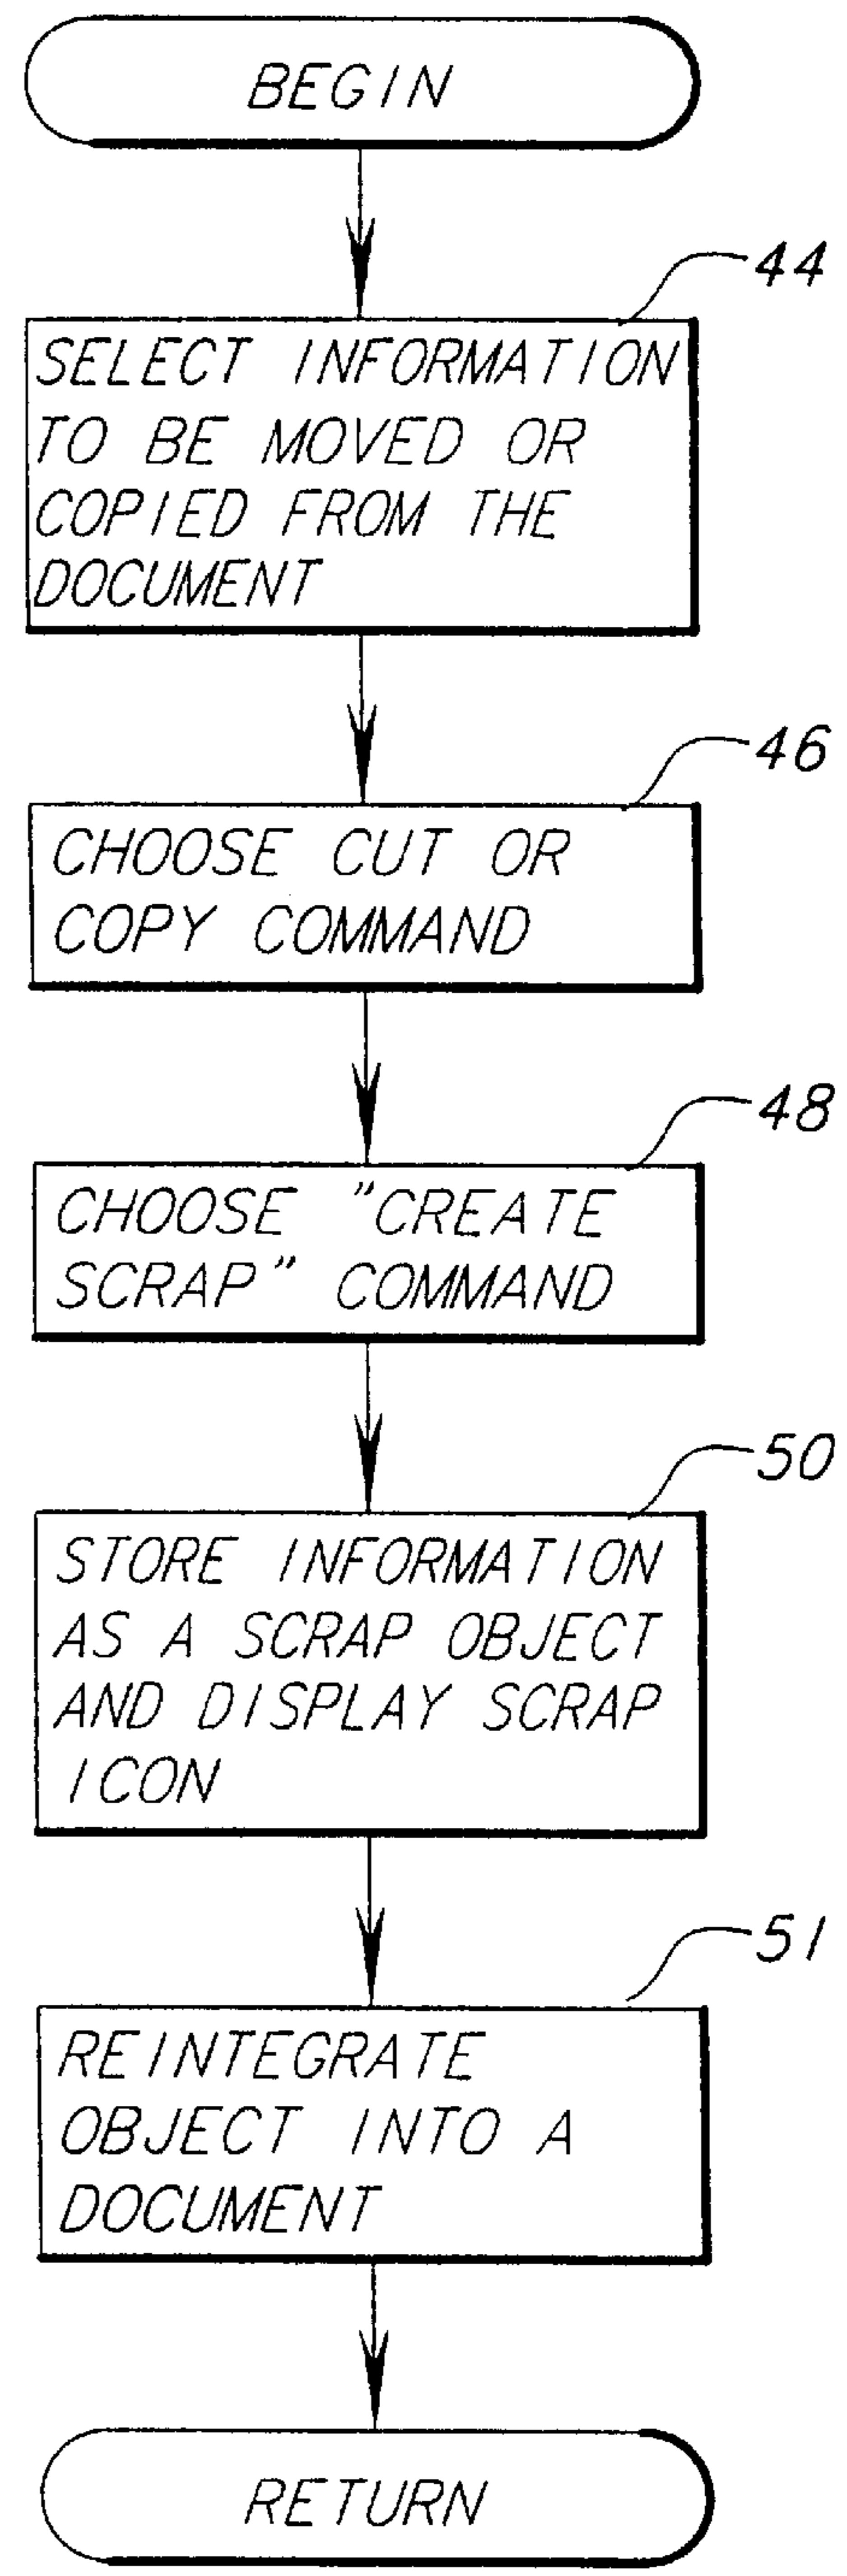 BEGIN
44
SELECT INFORMATION
TO BE MOVED OR
COPIED FROM THE
DOCUMENT
46
CHOOSE CUT OR
COPY COMMAND
48
CHOOSE "CREATE
SCRAP" COMMAND
50
STORE INFORMATION
AS A SCRAP OBJECT
AND DISPLAY SCRAP
ICON
51
REINTEGRATE
OBJECT INTO A
DOCUMENT
RETURN